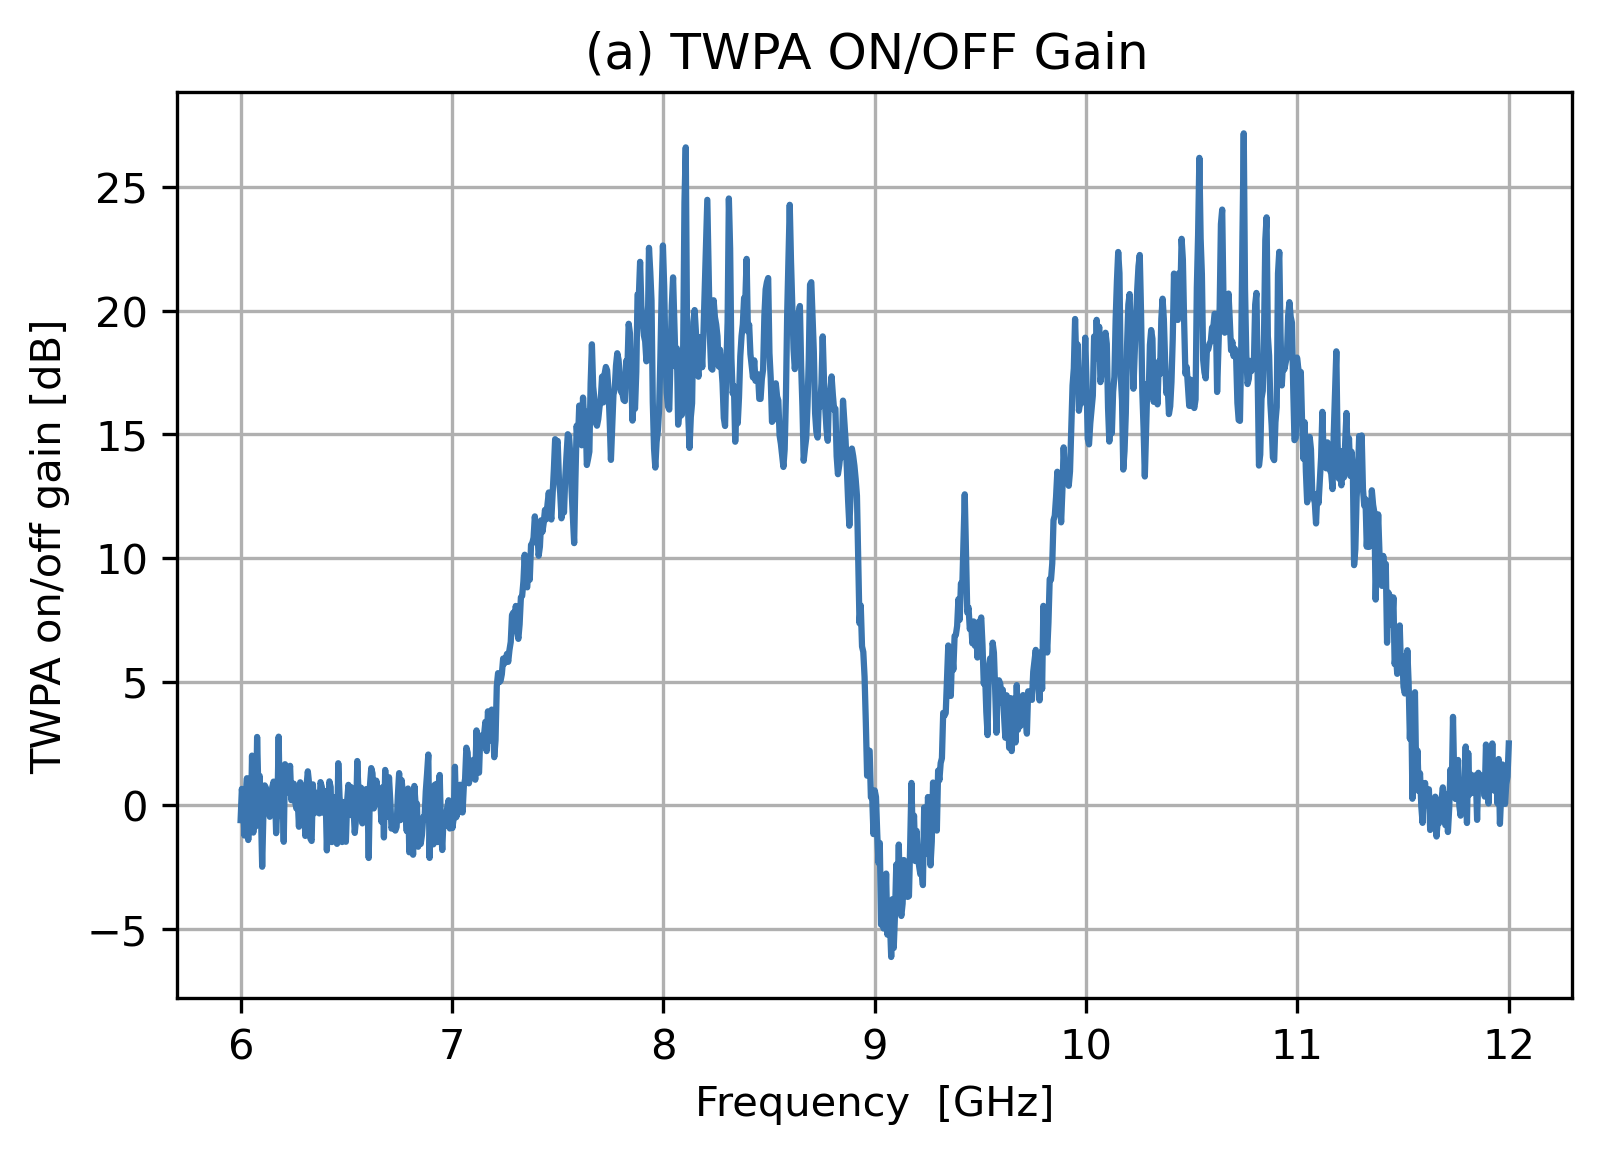 (a) TWPA ON/OFF Gain
TWPA on/off gain [dB]
25
20
15
10
5
0
−5
6 7 8 9 10 11 12
Frequency [GHz]